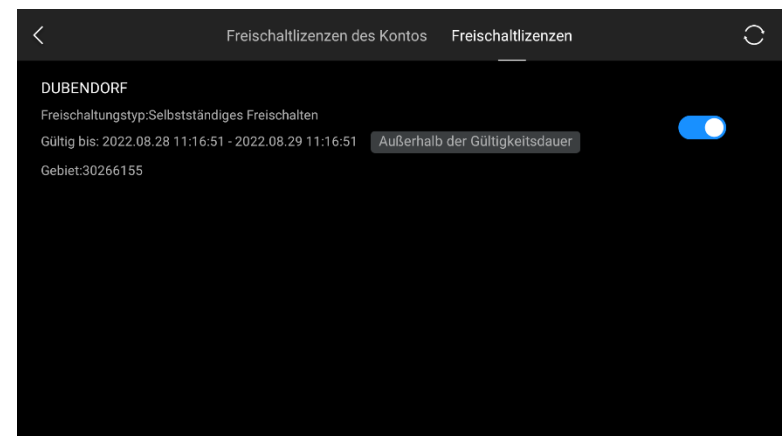 Freischaltlizenzen des Kontos Freischaltlizenzen
DUBENDORF
Freischaltungstyp:Selbstständiges Freischalten
Gültig bis: 2022.08.28 11:16:51 - 2022.08.29 11:16:51 Außerhalb der Gültigkeitsdauer
Gebiet:30266155